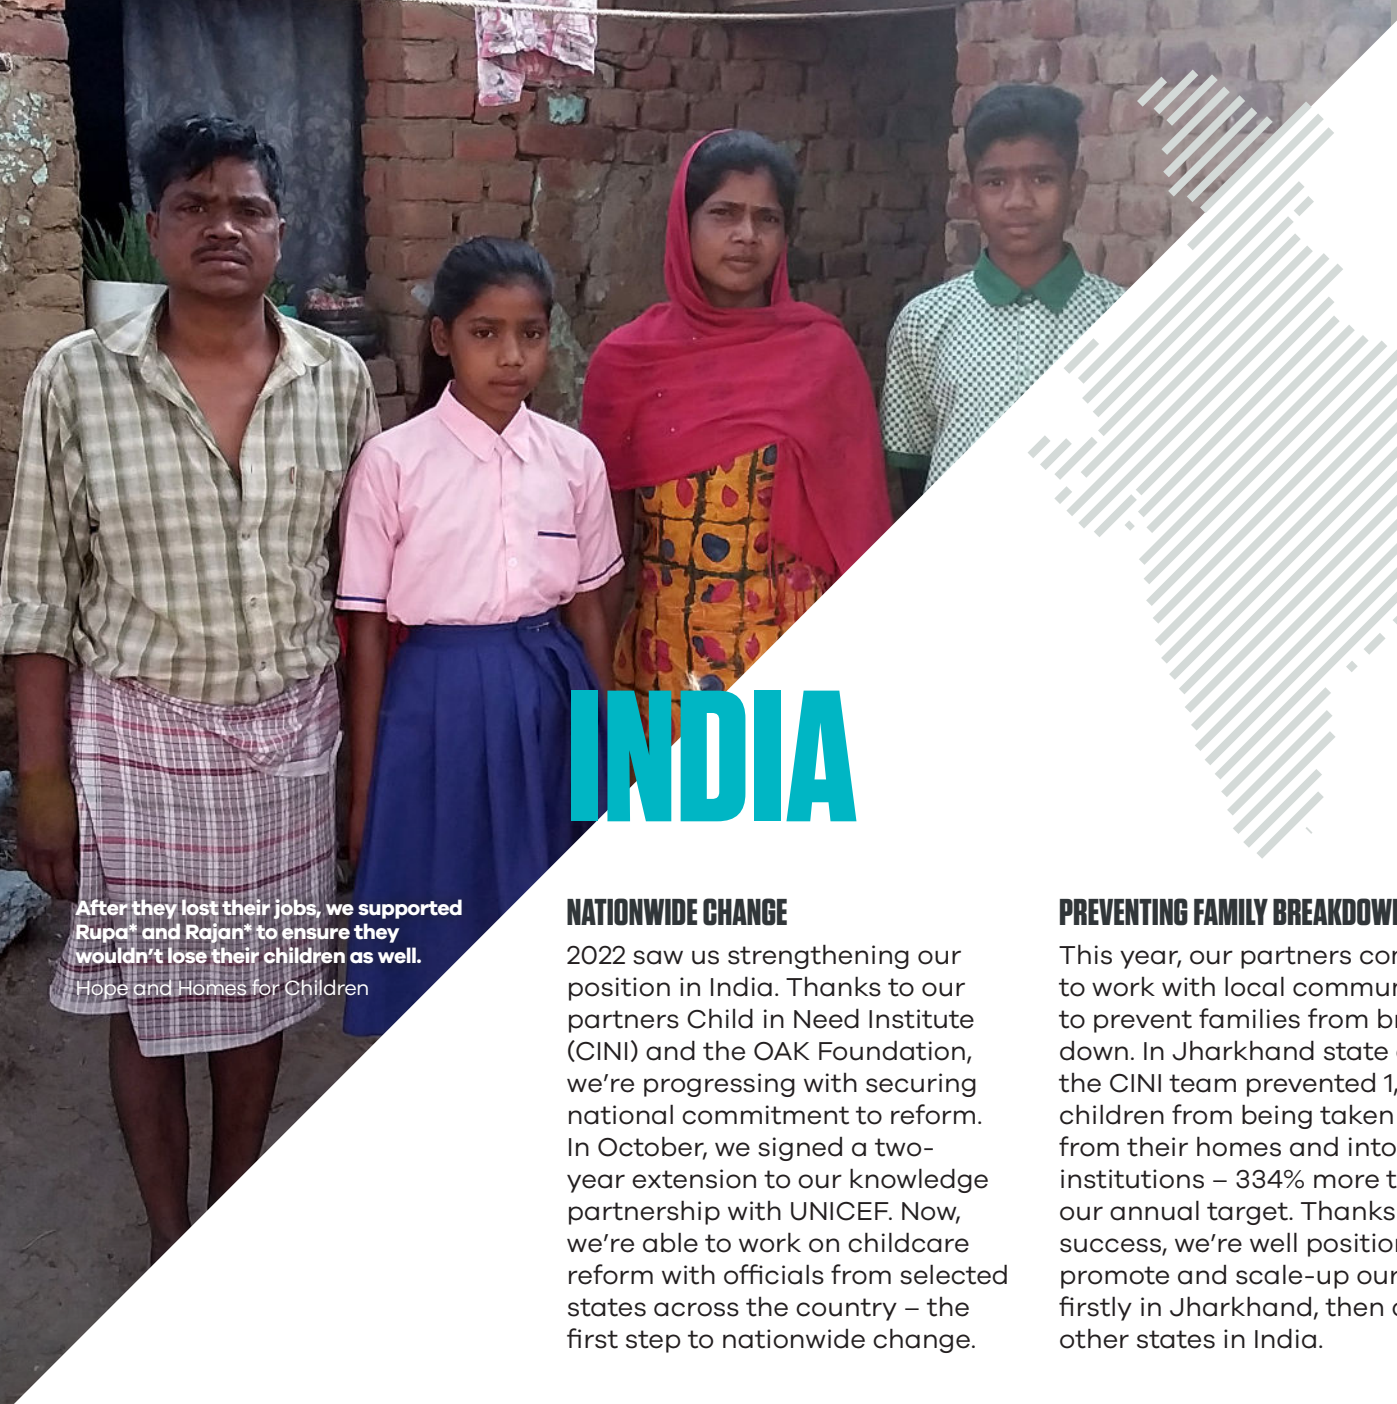 INDIA
After they lost their jobs, we supported
Rupa* and Rajan* to ensure they
wouldn’t lose their children as well.
Hope and Homes for Children
NATIONWIDE CHANGE
2022 saw us strengthening our
position in India. Thanks to our
partners Child in Need Institute
(CINI) and the OAK Foundation,
we’re progressing with securing
national commitment to reform.
In October, we signed a two-
year extension to our knowledge
partnership with UNICEF. Now,
we’re able to work on childcare
reform with officials from selected
states across the country – the
first step to nationwide change.
PREVENTING FAMILY
This year, our partners
to work with local
to prevent families from
down. In Jharkhand state
the CINI team prevented
children from being taken
from their homes and into
institutions – 334% more
our annual target. Thanks
success, we’re well
promote and scale-up our
firstly in Jharkhand, then
other states in India.